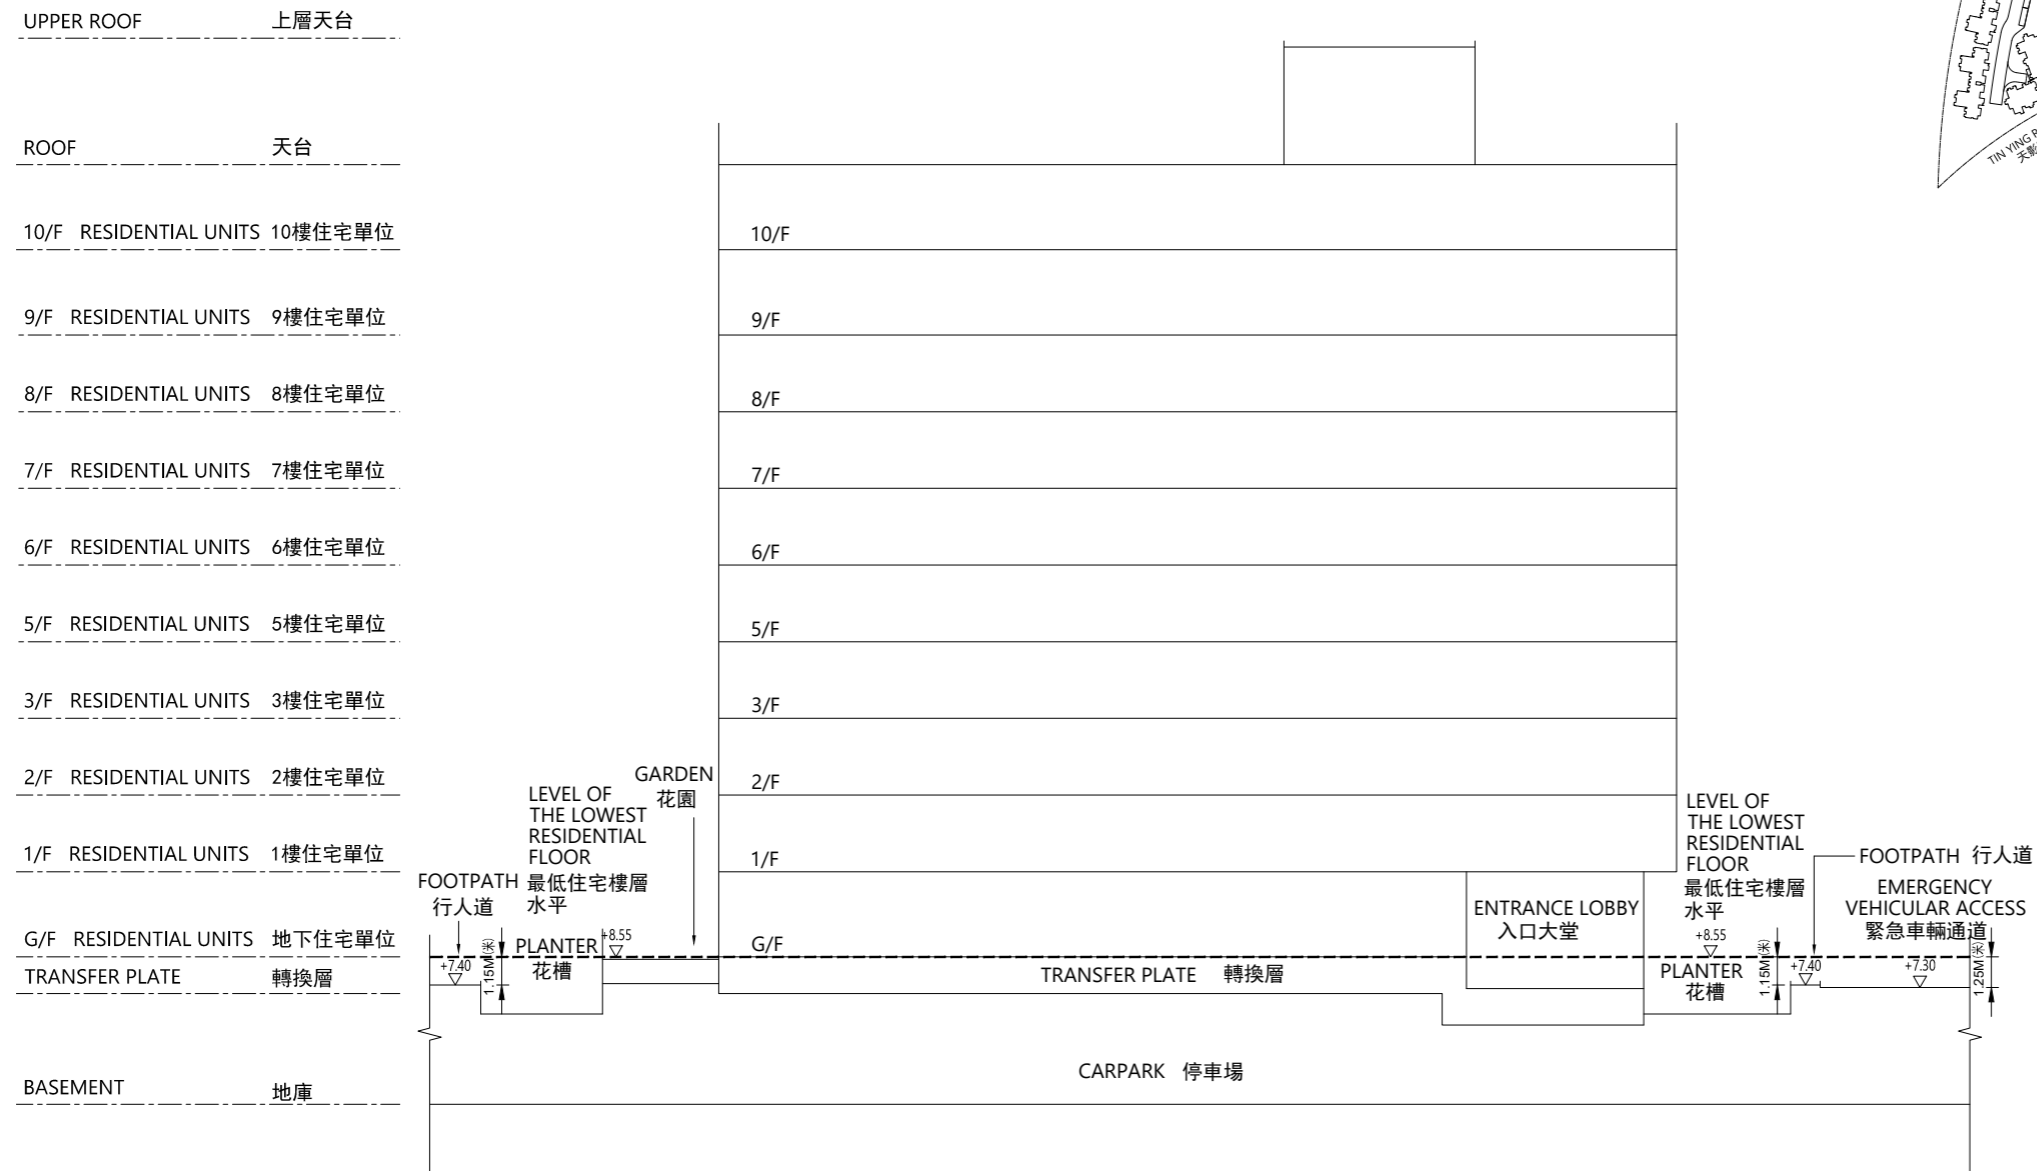 UPPER ROOF 上層天台
ROOF 天台
10/F RESIDENTIAL UNITS 10樓住宅單位
9/F RESIDENTIAL UNITS 9樓住宅單位
8/F RESIDENTIAL UNITS 8樓住宅單位
7/F RESIDENTIAL UNITS 7樓住宅單位
6/F RESIDENTIAL UNITS 6樓住宅單位
5/F RESIDENTIAL UNITS 5樓住宅單位
3/F RESIDENTIAL UNITS 3樓住宅單位
2/F RESIDENTIAL UNITS 2樓住宅單位
1/F RESIDENTIAL UNITS 1樓住宅單位
G/F RESIDENTIAL UNITS 地下住宅單位
TRANSFER PLATE 轉換層
BASEMENT 地庫
FOOTPATH
行人道
+7.40
1.15M(米)
LEVEL OF
THE LOWEST
RESIDENTIAL
FLOOR
最低住宅樓層
水平
PLANTER
花槽
+8.55
GARDEN
花園
10/F
9/F
8/F
7/F
6/F
5/F
3/F
2/F
1/F
G/F
TRANSFER PLATE 轉換層
CARPARK 停車場
ENTRANCE LOBBY
入口大堂
LEVEL OF
THE LOWEST
RESIDENTIAL
FLOOR
最低住宅樓層
水平
+8.55
PLANTER
花槽
1.15M(米)
+7.40
FOOTPATH 行人道
EMERGENCY
VEHICULAR ACCESS
緊急車輛通道
+7.30
1.25M(米)
TIN YING
天影